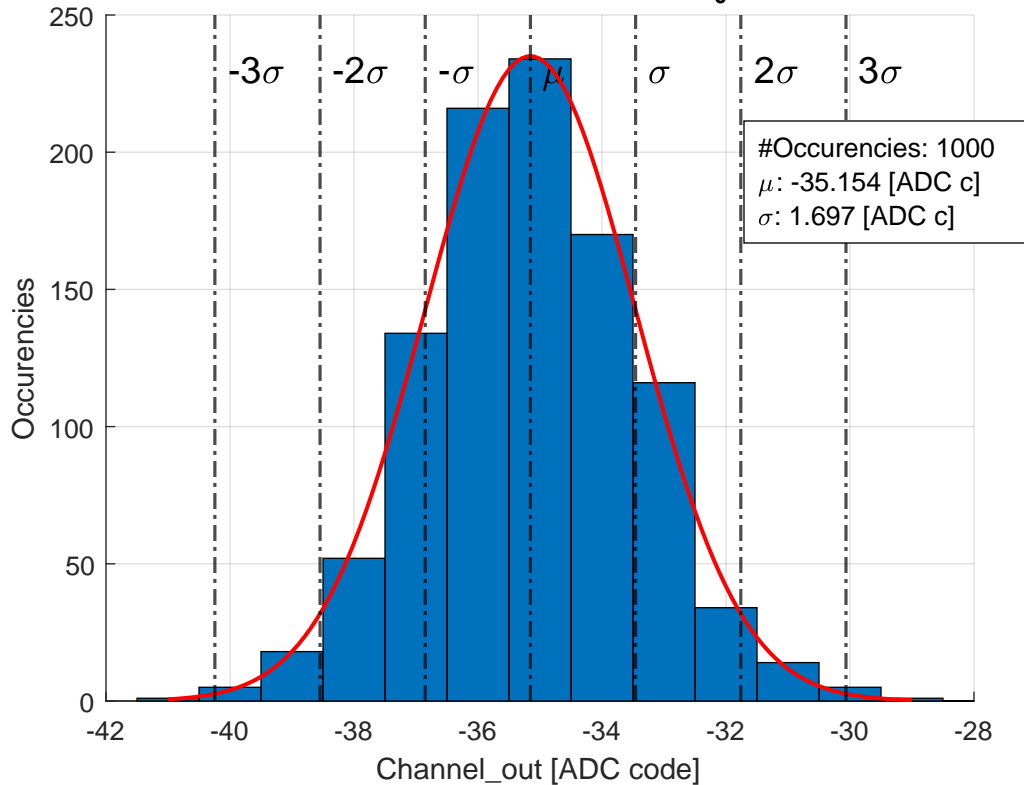 250
-3σ -2σ -σ μ σ 2σ 3σ
#Occurencies: 1000
μ: -35.154 [ADC c]
σ: 1.697 [ADC c]
200
150
100
50
0
Occurencies
-42 -40 -38 -36 -34 -32 -30 -28
Channel_out [ADC code]